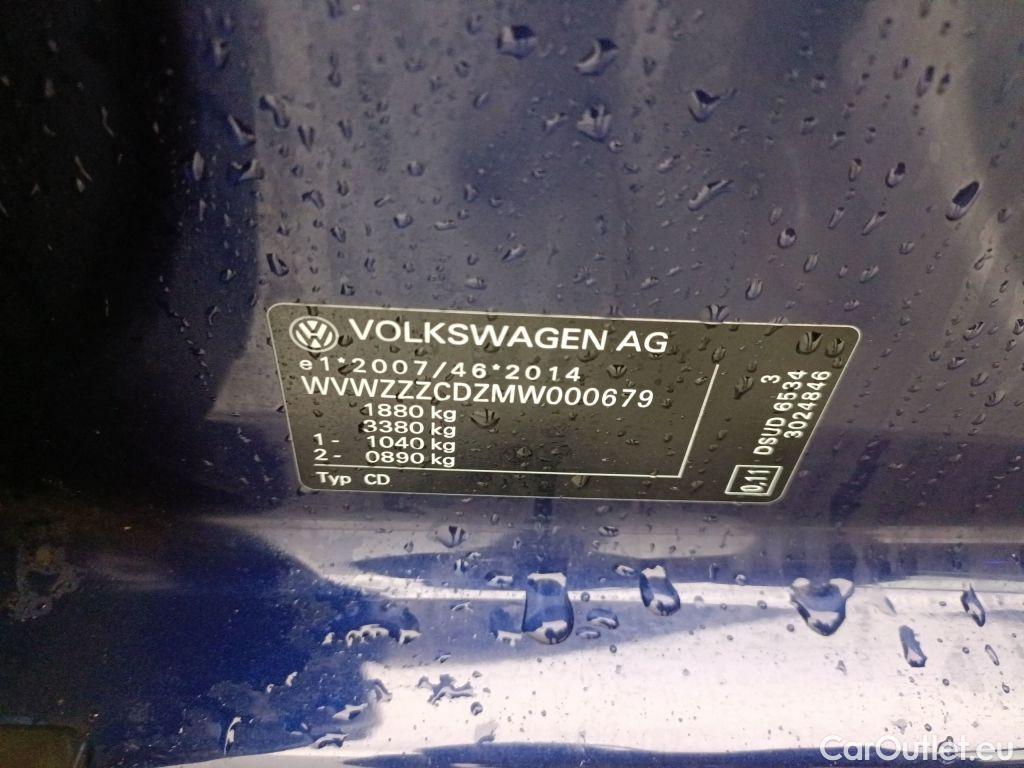 VOLKSWAGEN AG
e1*2007/46*2014
WVWZZZCDZMW000679
1880 kg
3380 kg
1- 1040 kg
2- 0890 kg
Typ CD
3
DSUD 6534
3024846
0.11
CarOutlet.eu